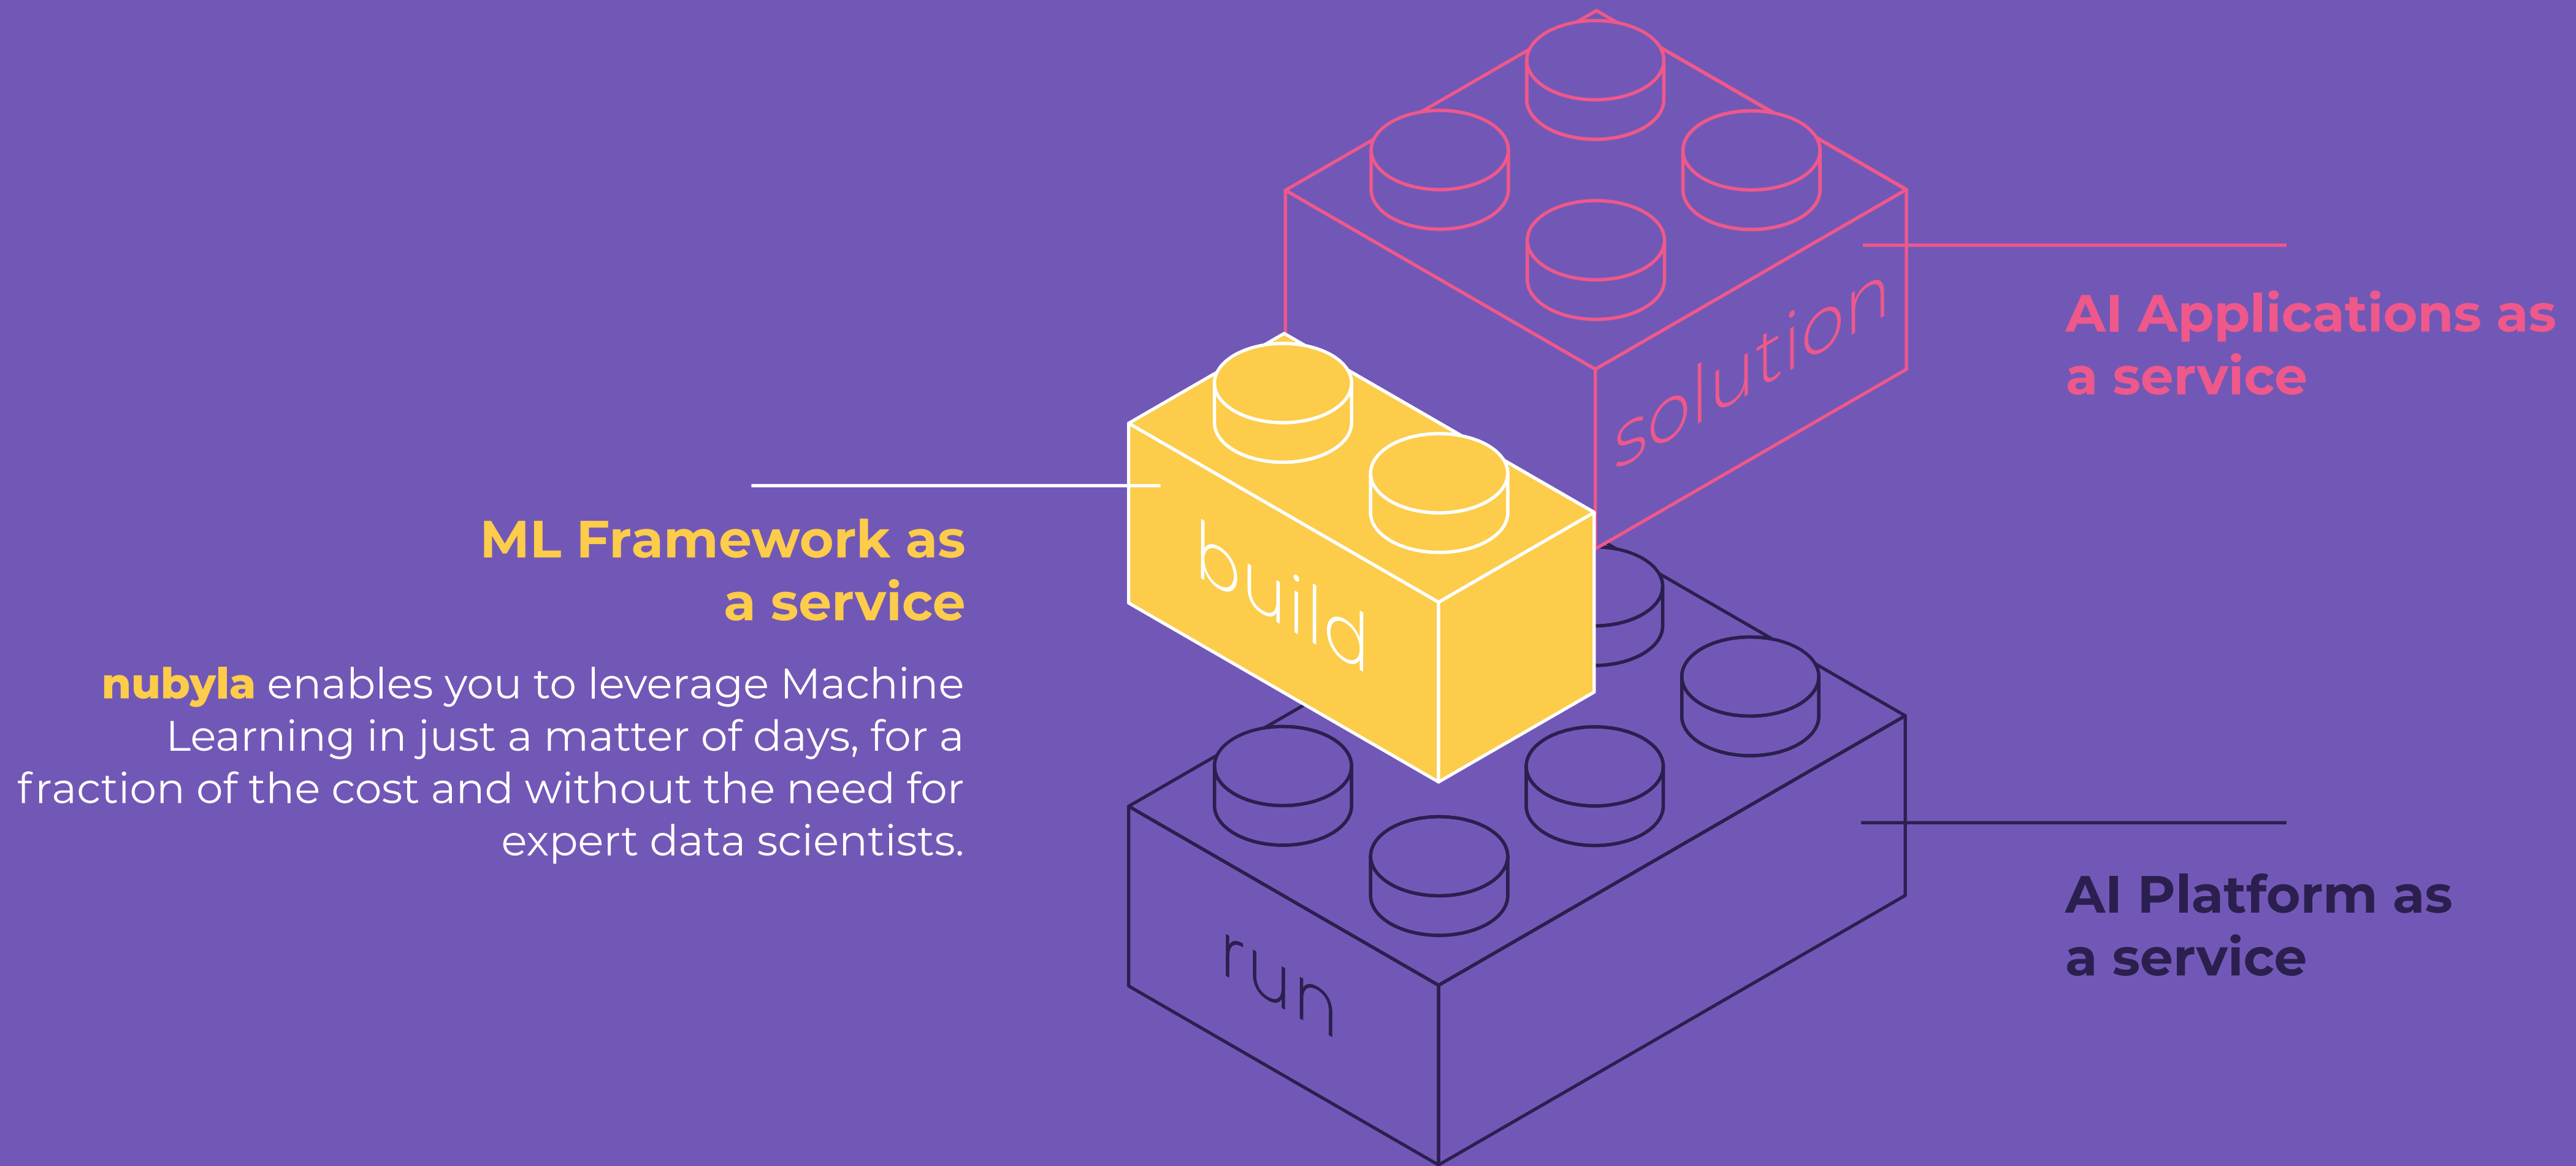 solution
AI Applications as
a service
build
ML Framework as
a service
nubyla enables you to leverage Machine
Learning in just a matter of days, for a
fraction of the cost and without the need for
expert data scientists.
run
AI Platform as
a service